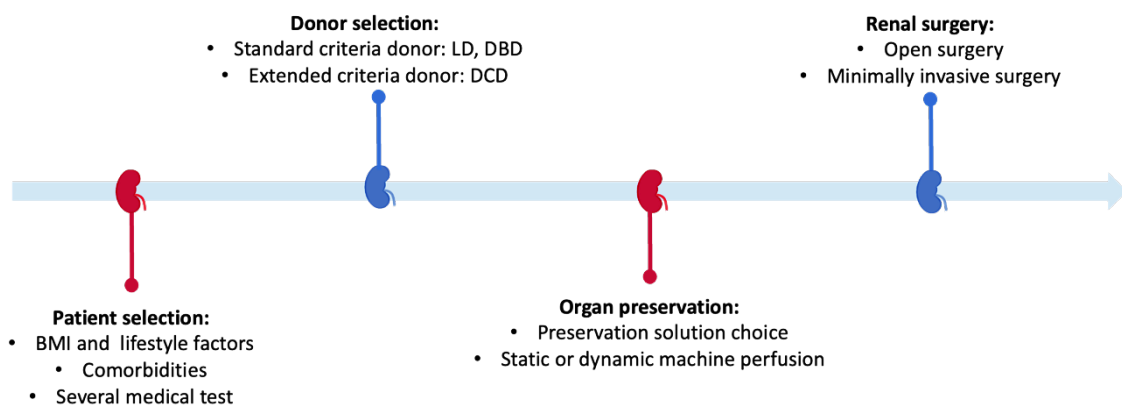 Donor selection:
• Standard criteria donor: LD, DBD
• Extended criteria donor: DCD
Renal surgery:
• Open surgery
• Minimally invasive surgery
Patient selection:
• BMI and lifestyle factors
• Comorbidities
• Several medical test
Organ preservation:
• Preservation solution choice
• Static or dynamic machine perfusion